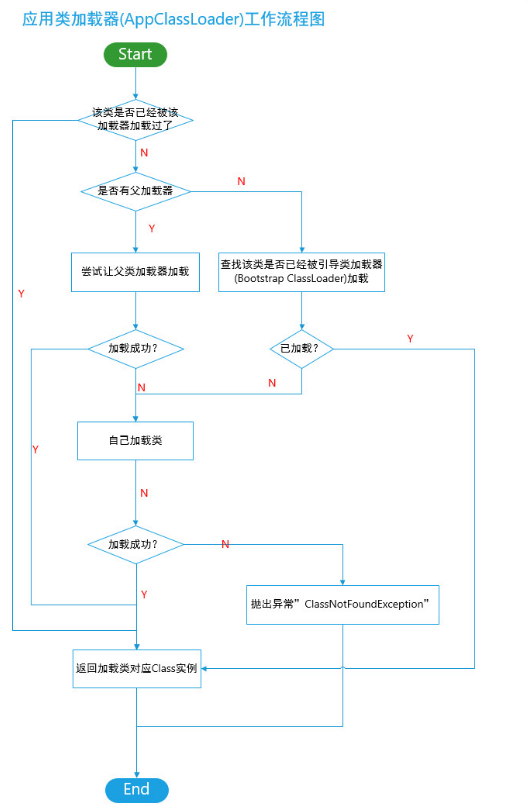 应用类加载器(AppClassLoader)工作流程图
Start
该类是否已经被该
加载器加载过了
N
是否有父加载器
N
Y
尝试让父类加载器加载
查找该类是否已经被引导类加载器
(Bootstrap ClassLoader)加载
Y
加载成功?
已加载?
Y
N
N
自己加载类
Y
N
加载成功?
N
Y
抛出异常”ClassNotFoundException”
返回加载类对应Class实例
End